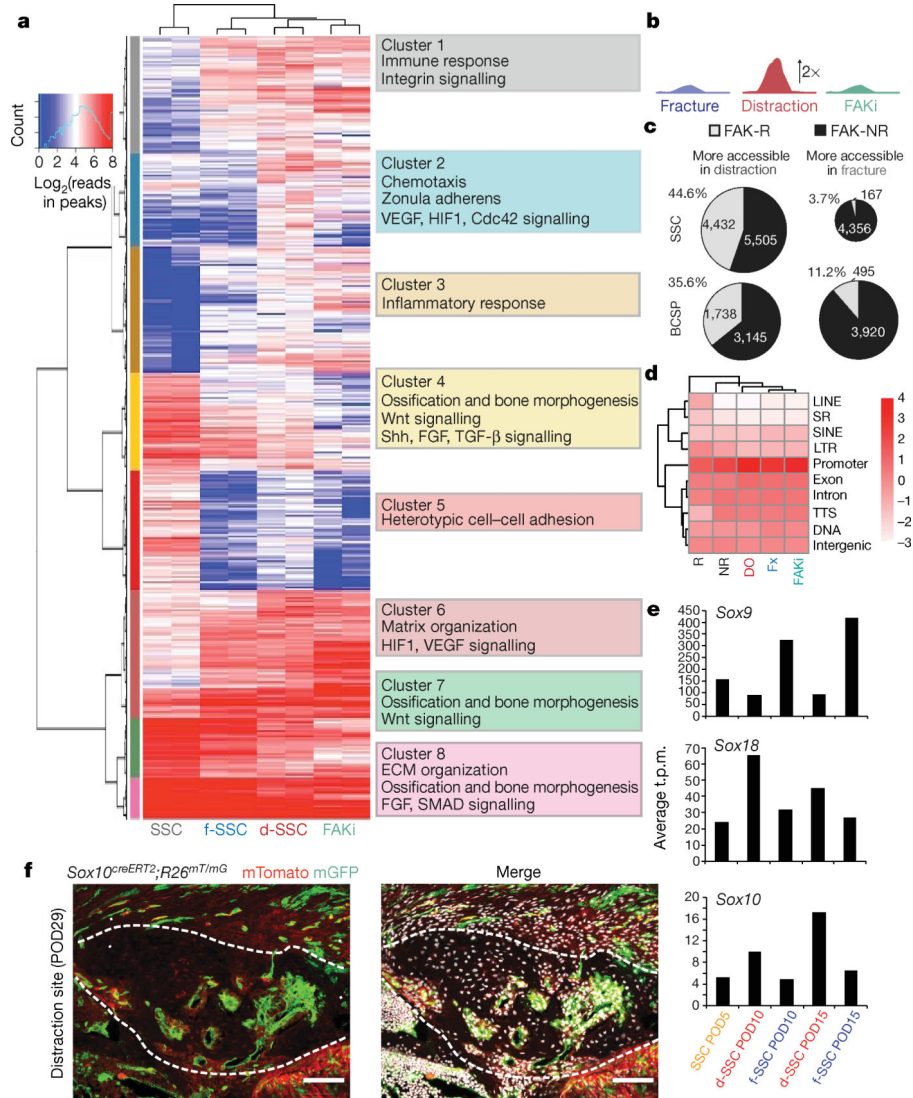 a
Count
0 2 4 6 8
Log2(reads
in peaks)
Cluster 1
Immune response
Integrin signalling
Cluster 2
Chemotaxis
Zonula adherens
VEGF, HIF1, Cdc42 signalling
Cluster 3
Inflammatory response
Cluster 4
Ossification and bone morphogenesis
Wnt signalling
Shh, FGF, TGF-β signalling
Cluster 5
Heterotypic cell–cell adhesion
Cluster 6
Matrix organization
HIF1, VEGF signalling
Cluster 7
Ossification and bone morphogenesis
Wnt signalling
Cluster 8
ECM organization
Ossification and bone morphogenesis
FGF, SMAD signalling
SSC f-SSC d-SSC FAKi
b
2×
Fracture Distraction FAKi
c
FAK-R FAK-NR
More accessible
in distraction
More accessible
in fracture
SSC
44.6%
4,432
5,505
3.7% 167
4,356
BCSP
35.6%
1,738
3,145
11.2% 495
3,920
d
LINE
SR
SINE
LTR
Promoter
Exon
Intron
TTS
DNA
Intergenic
R NR DO Fx FAKi
4
3
2
1
0
−1
−2
−3
e
Average t.p.m.
Sox9
450
400
350
300
250
200
150
100
50
0
Sox18
70
60
50
40
30
20
10
0
Sox10
20
16
12
8
4
0
SSC POD5
d-SSC POD10
f-SSC POD10
d-SSC POD15
f-SSC POD15
f
Sox10creERT2;R26mT/mG mTomato mGFP
Merge
Distraction site (POD29)